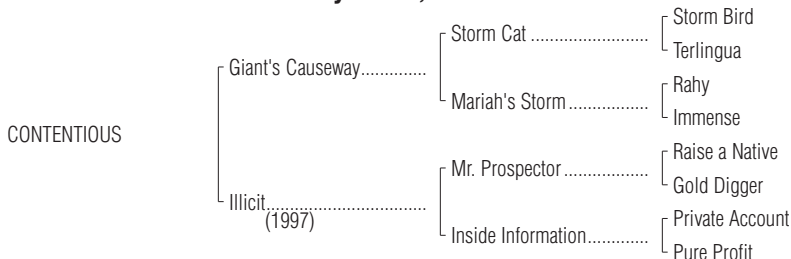 Storm Bird
Storm Cat ........................
Terlingua
Giant's Causeway..............
Rahy
Mariah's Storm ................
Immense
CONTENTIOUS
Raise a Native
Mr. Prospector .................
Gold Digger
Illicit.................................
(1997)
Private Account
Inside Information.............
Pure Profit